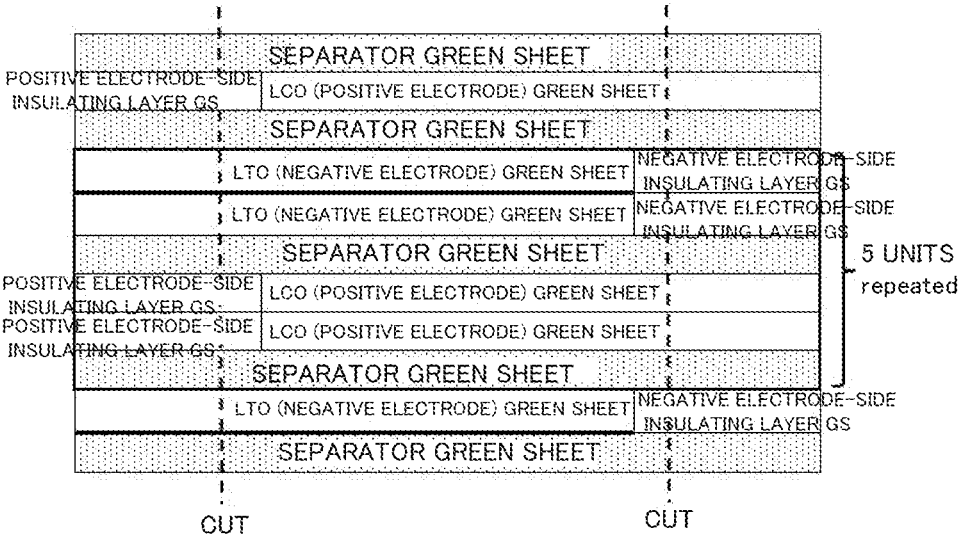 SEPARATOR GREEN SHEET
POSITIVE ELECTRODE-SIDE
INSULATING LAYER GS
LCO (POSITIVE ELECTRODE) GREEN SHEET
SEPARATOR GREEN SHEET
LTO (NEGATIVE ELECTRODE) GREEN SHEET
NEGATIVE ELECTRODE-SIDE
INSULATING LAYER GS
LTO (NEGATIVE ELECTRODE) GREEN SHEET
NEGATIVE ELECTRODE-SIDE
INSULATING LAYER GS
SEPARATOR GREEN SHEET
5 UNITS
repeated
POSITIVE ELECTRODE-SIDE
INSULATING LAYER GS
LCO (POSITIVE ELECTRODE) GREEN SHEET
POSITIVE ELECTRODE-SIDE
INSULATING LAYER GS
LCO (POSITIVE ELECTRODE) GREEN SHEET
SEPARATOR GREEN SHEET
LTO (NEGATIVE ELECTRODE) GREEN SHEET
NEGATIVE ELECTRODE-SIDE
INSULATING LAYER GS
SEPARATOR GREEN SHEET
CUT
CUT